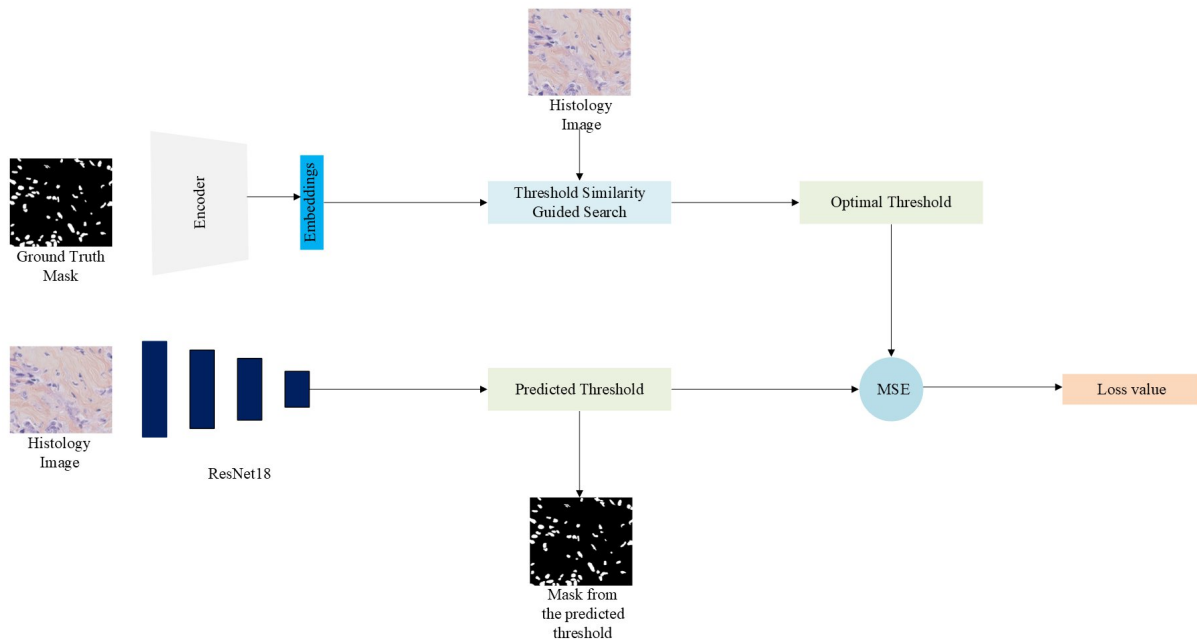 Histology
Image
Ground Truth
Mask
Encoder
Embeddings
Threshold Similarity
Guided Search
Optimal Threshold
Histology
Image
ResNet18
Predicted Threshold
MSE
Loss value
Mask from
the predicted
threshold